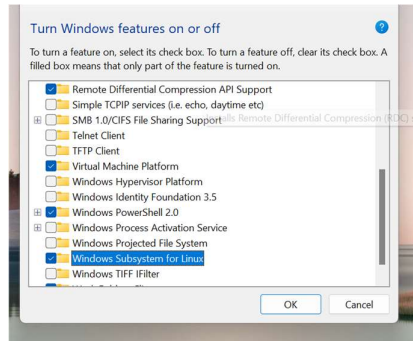 Turn Windows features on or off
To turn a feature on, select its check box. To turn a feature off, clear its check box. A
filled box means that only part of the feature is turned on.
Remote Differential Compression API Support
Simple TCPIP services (i.e. echo, daytime etc)
SMB 1.0/CIFS File Sharing Support
Remote Differential Compression (RDC)
Telnet Client
TFTP Client
Virtual Machine Platform
Windows Hypervisor Platform
Windows Identity Foundation 3.5
Windows PowerShell 2.0
Windows Process Activation Service
Windows Projected File System
Windows Subsystem for Linux
Windows TIFF IFilter
OK Cancel